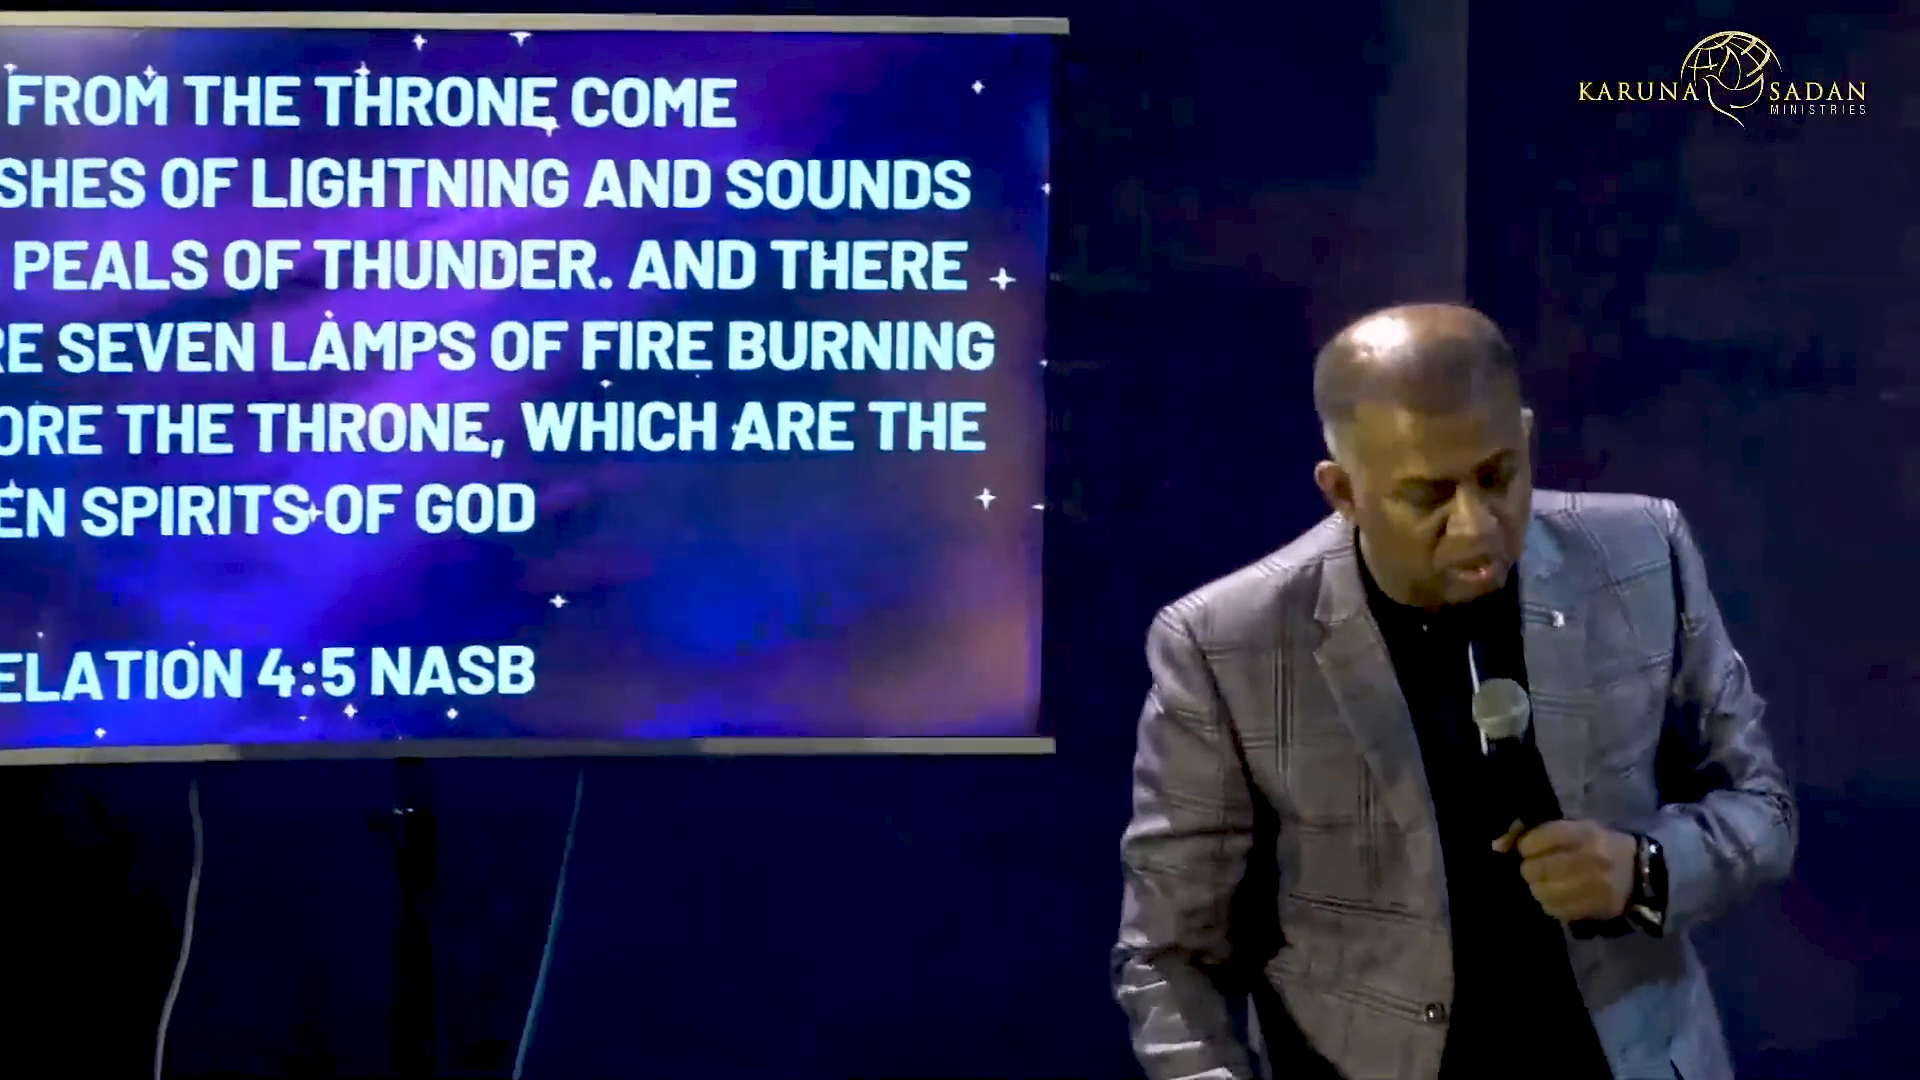 FROM THE THRONE COME
SHES OF LIGHTNING AND SOUNDS
PEALS OF THUNDER. AND THERE
RE SEVEN LAMPS OF FIRE BURNING
ORE THE THRONE, WHICH ARE THE
EN SPIRITS OF GOD
ELATION 4:5 NASB
KARUNA SADAN
MINISTRIES